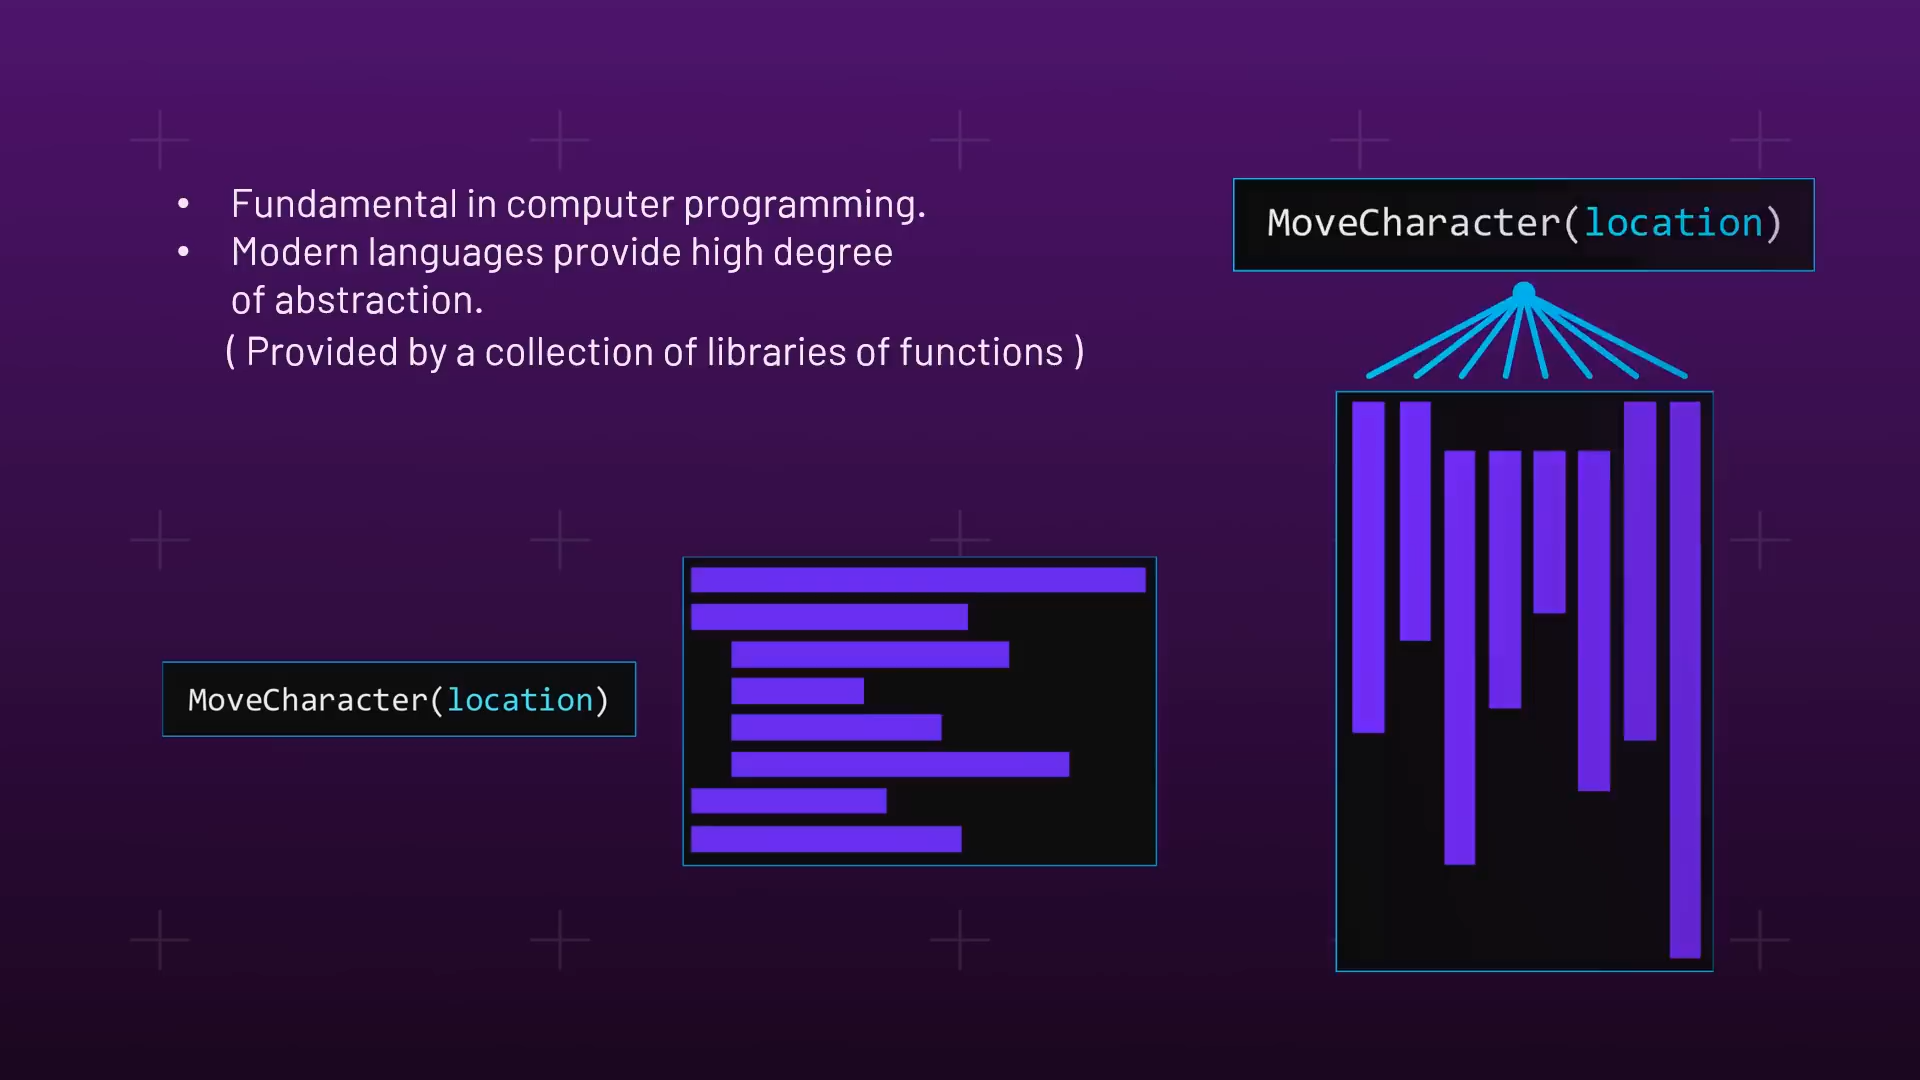 • Fundamental in computer programming.
• Modern languages provide high degree
of abstraction.
( Provided by a collection of libraries of functions )
MoveCharacter(location)
MoveCharacter(location)